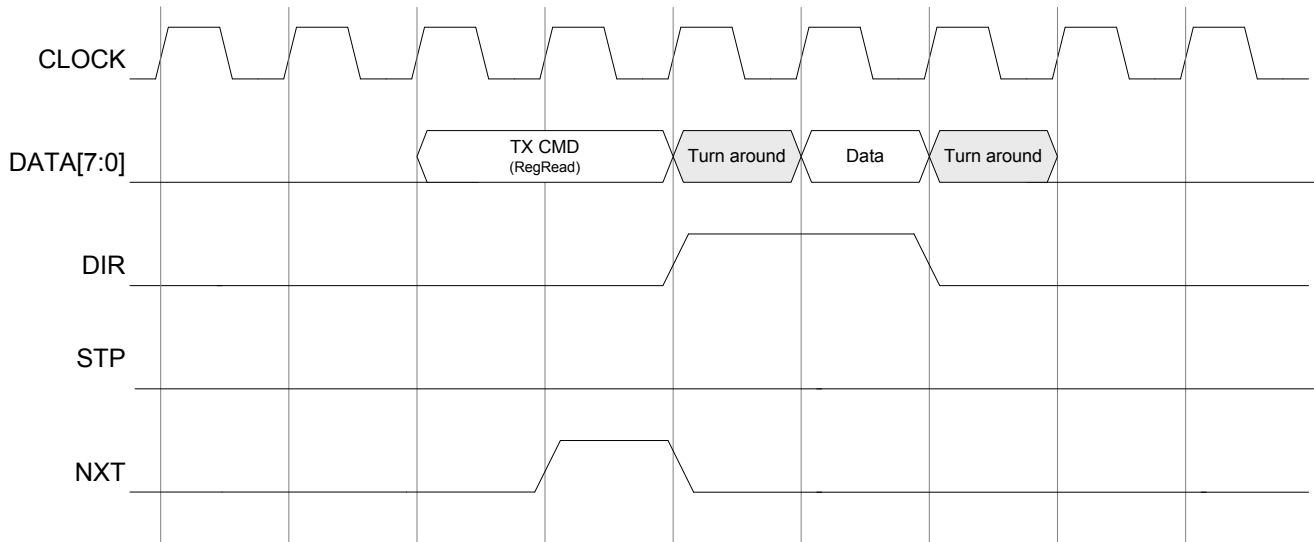 CLOCK
DATA[7:0]
TX CMD
(RegRead)
Turn around
Data
Turn around
DIR
STP
NXT